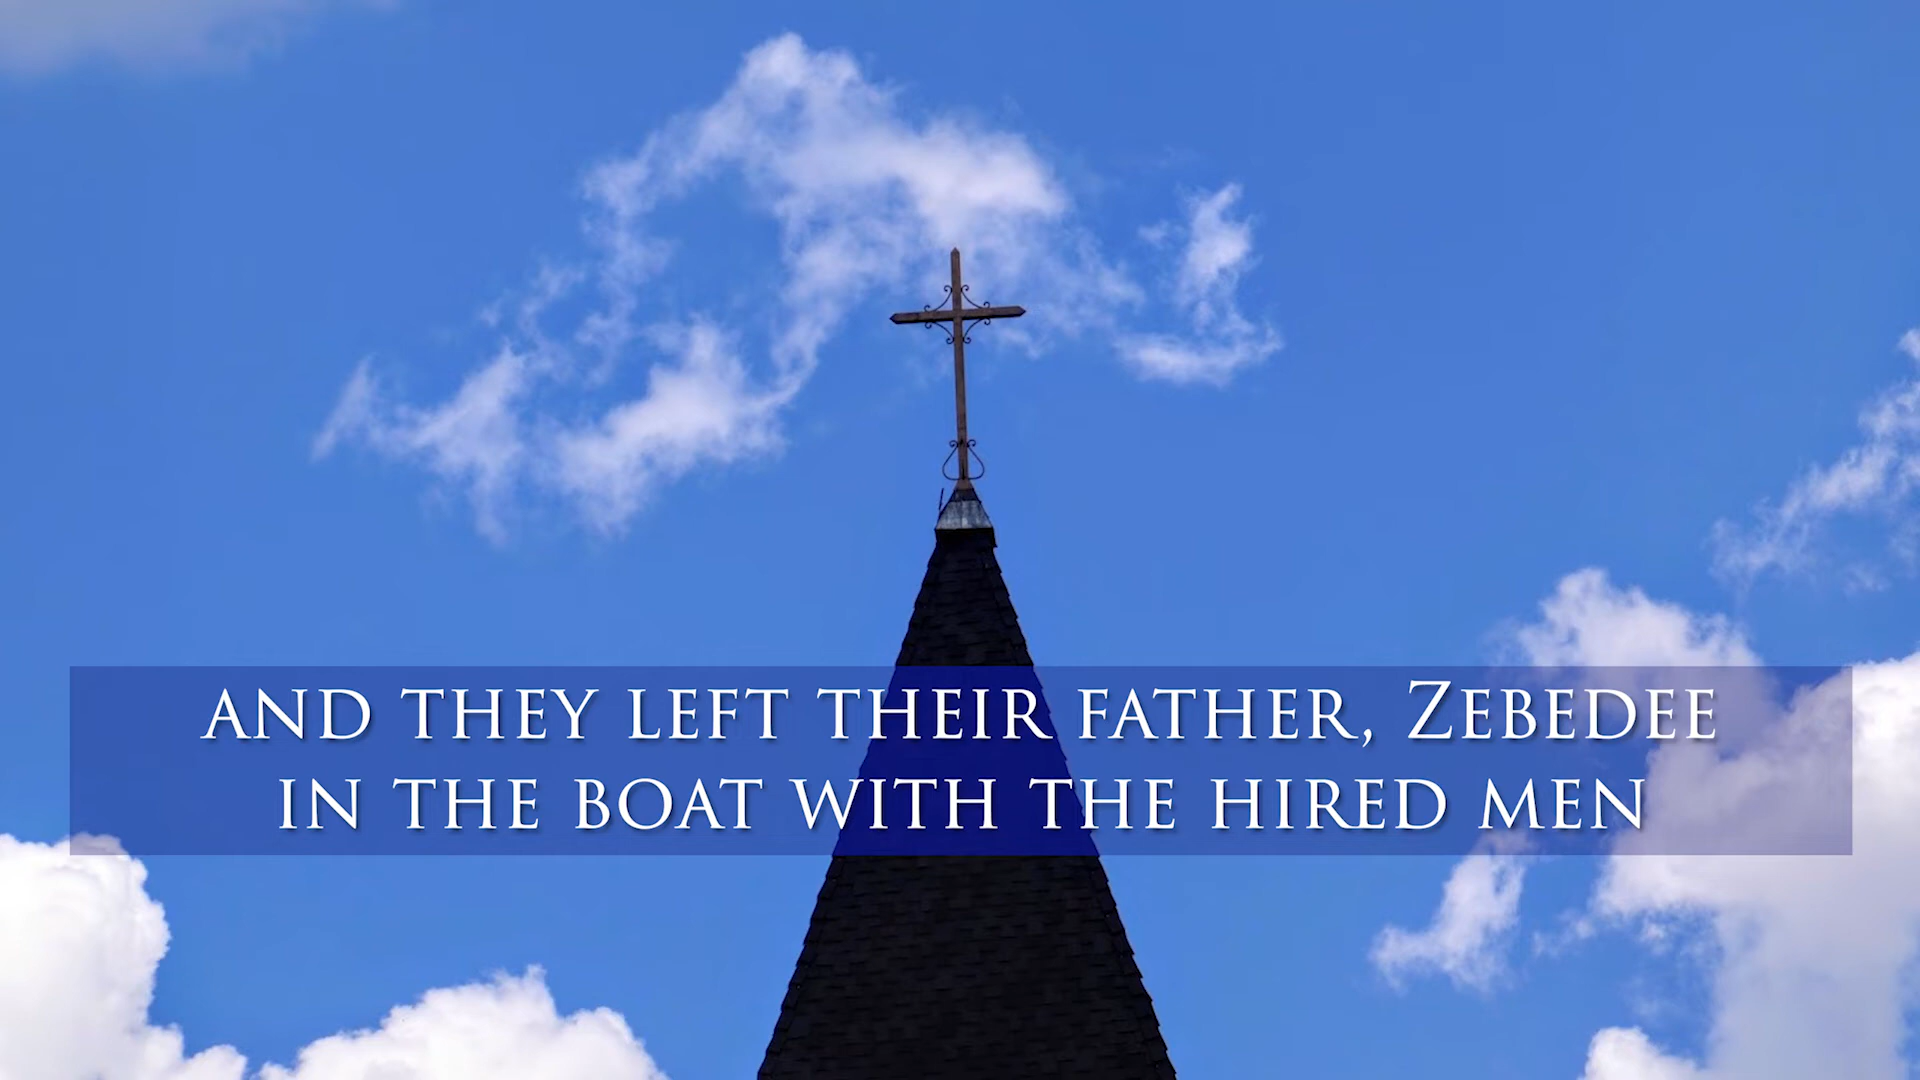 AND THEY LEFT THEIR FATHER, ZEBEDEE
IN THE BOAT WITH THE HIRED MEN